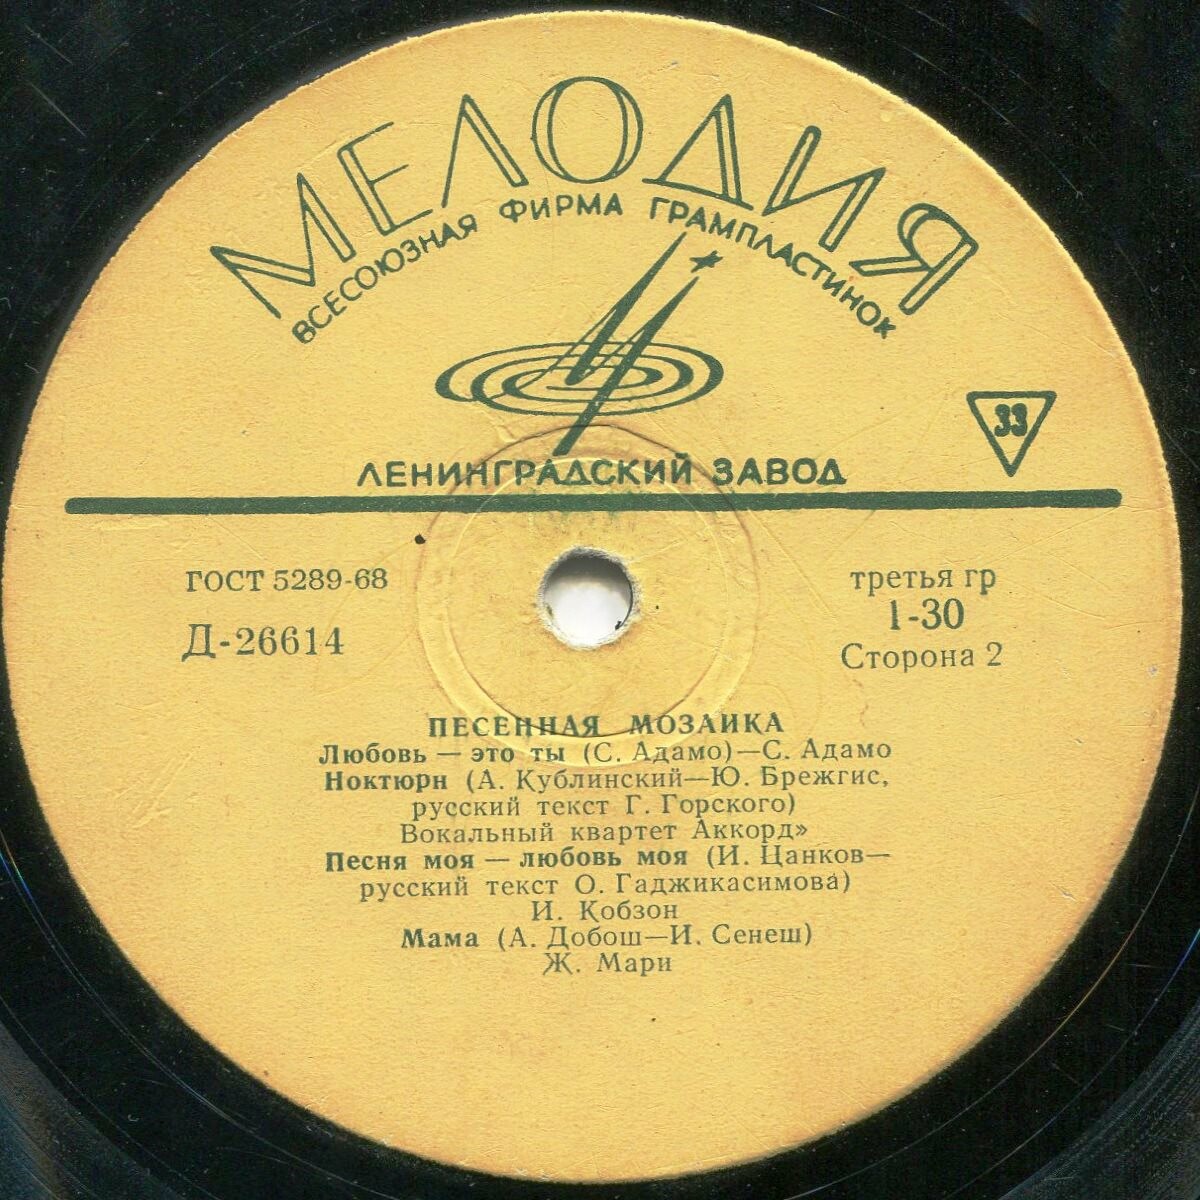 МЕЛОДИЯ
ВСЕСОЮЗНАЯ ФИРМА ГРАМПЛАСТИНОК
33
ЛЕНИНГРАДСКИЙ ЗАВОД
ГОСТ 5289-68
третья гр
Д-26614
1-30
Сторона 2
ПЕСЕННАЯ МОЗАИКА
Любовь — это ты (С. Адамо)—С. Адамо
Ноктюрн (А. Кублинский—Ю. Брежгис,
русский текст Г. Горского)
Вокальный квартет Аккорд»
Песня моя — любовь моя (И. Цанков—
русский текст О. Гаджикасимова)
И. Кобзон
Мама (А. Добош—И. Сенеш)
Ж. Мари